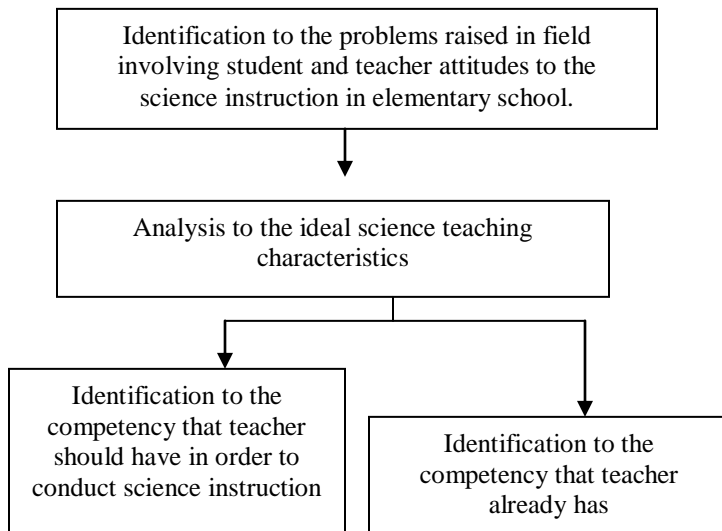 Identification to the problems raised in field
involving student and teacher attitudes to the
science instruction in elementary school.
Analysis to the ideal science teaching
characteristics
Identification to the
competency that teacher
should have in order to
conduct science instruction
Identification to the
competency that teacher
already has